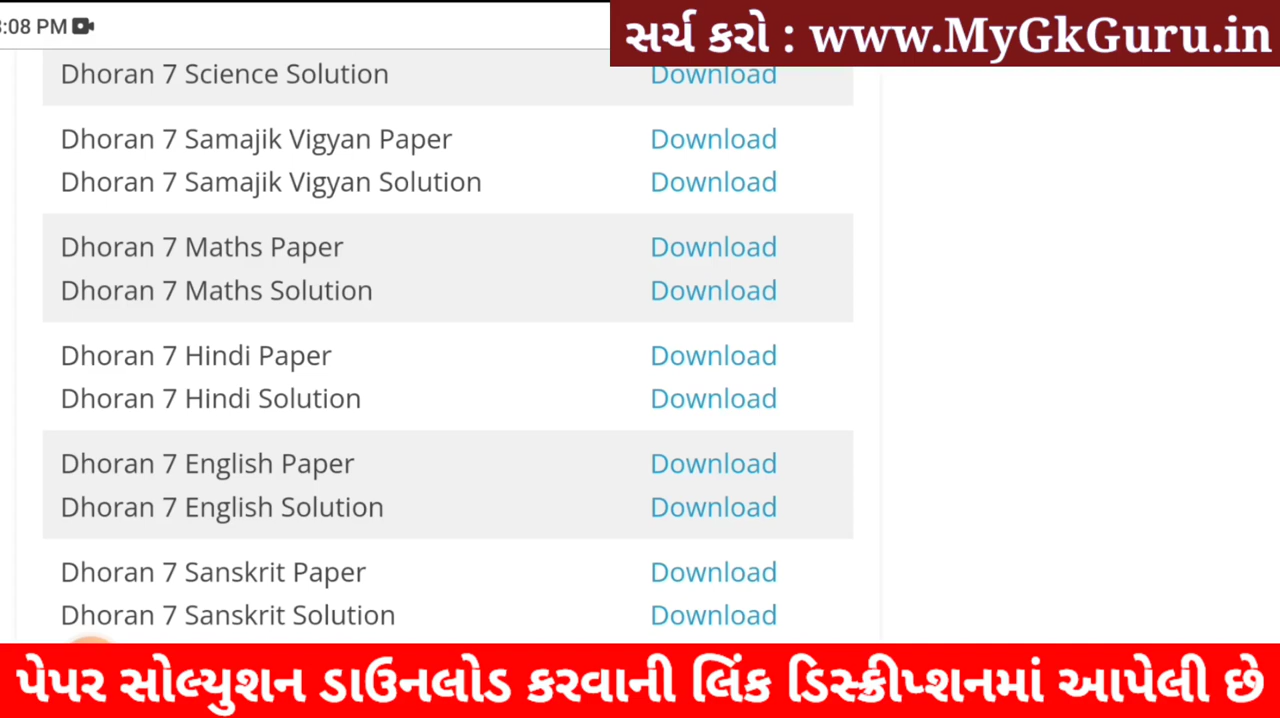 :08 PM
સર્ચ કરો : www.MyGkGuru.in
Dhoran 7 Science Solution Download
Dhoran 7 Samajik Vigyan Paper Download
Dhoran 7 Samajik Vigyan Solution Download
Dhoran 7 Maths Paper Download
Dhoran 7 Maths Solution Download
Dhoran 7 Hindi Paper Download
Dhoran 7 Hindi Solution Download
Dhoran 7 English Paper Download
Dhoran 7 English Solution Download
Dhoran 7 Sanskrit Paper Download
Dhoran 7 Sanskrit Solution Download
પેપર સોલ્યુશન ડાઉનલોડ કરવાની લિંક ડિસ્ક્રીપ્શનમાં આપેલી છે